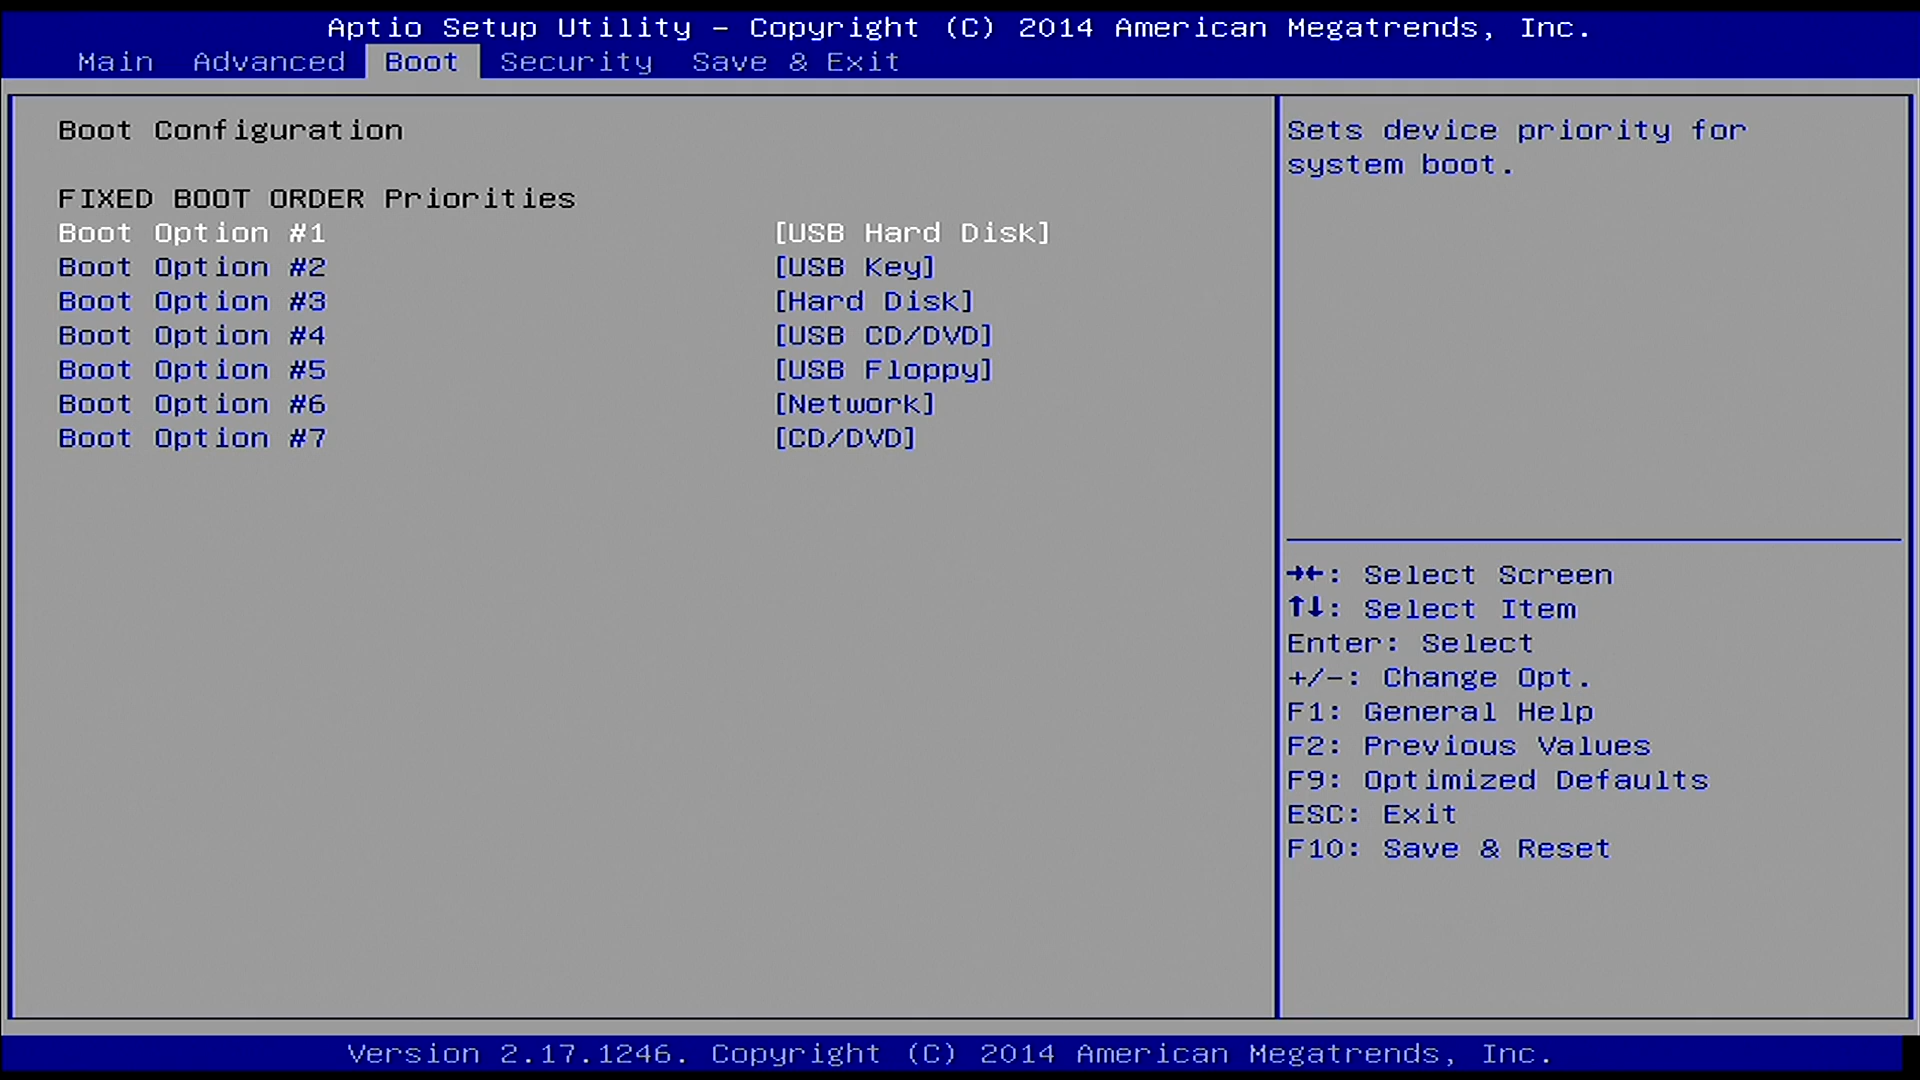 Aptio Setup Utility – Copyright (C) 2014 American Megatrends, Inc.
Main Advanced Boot Security Save & Exit
Boot Configuration
FIXED BOOT ORDER Priorities
Boot Option #1 [USB Hard Disk]
Boot Option #2 [USB Key]
Boot Option #3 [Hard Disk]
Boot Option #4 [USB CD/DVD]
Boot Option #5 [USB Floppy]
Boot Option #6 [Network]
Boot Option #7 [CD/DVD]
Sets device priority for
system boot.
→←: Select Screen
↑↓: Select Item
Enter: Select
+/-: Change Opt.
F1: General Help
F2: Previous Values
F9: Optimized Defaults
ESC: Exit
F10: Save & Reset
Version 2.17.1246. Copyright (C) 2014 American Megatrends, Inc.